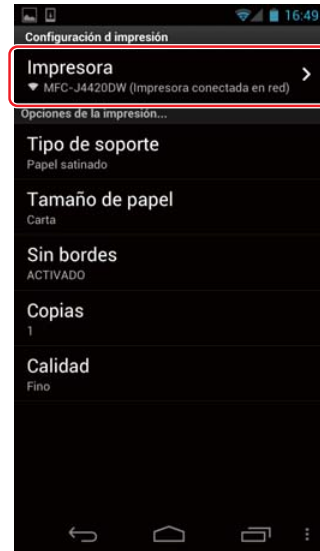 16:49
Configuración d impresión
Impresora
MFC-J4420DW (Impresora conectada en red)
Opciones de la impresión...
Tipo de soporte
Papel satinado
Tamaño de papel
Carta
Sin bordes
ACTIVADO
Copias
1
Calidad
Fino